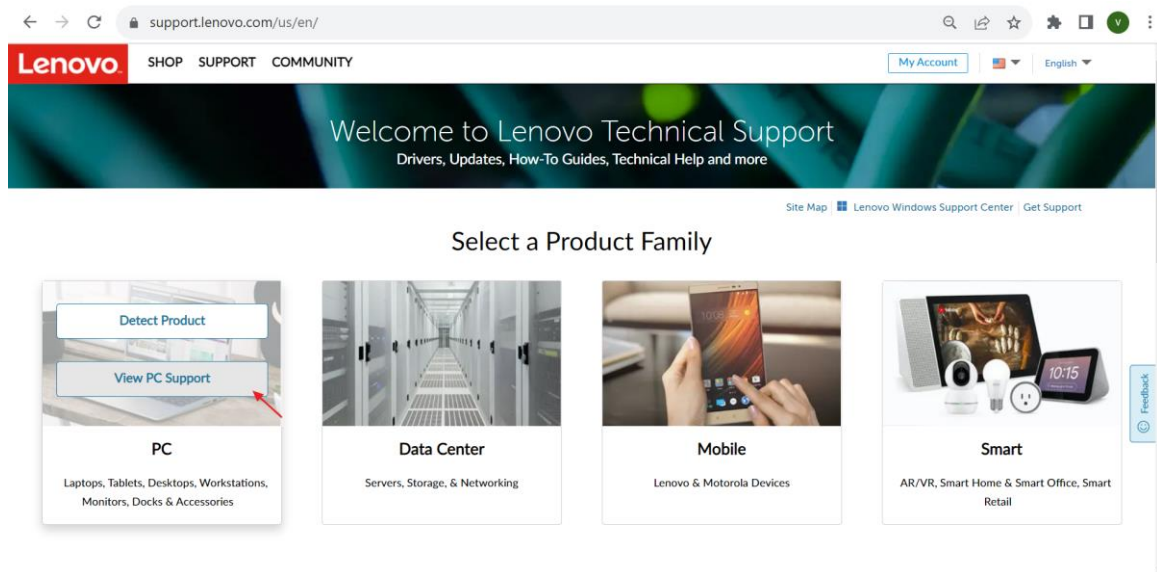 support.lenovo.com/us/en/
V
Lenovo
SHOP SUPPORT COMMUNITY
My Account
English
Welcome to Lenovo Technical Support
Drivers, Updates, How-To Guides, Technical Help and more
Site Map
Lenovo Windows Support Center
Get Support
Select a Product Family
Detect Product
View PC Support
PC
Laptops, Tablets, Desktops, Workstations,
Monitors, Docks & Accessories
Data Center
Servers, Storage, & Networking
10:08
Mobile
Lenovo & Motorola Devices
10:15
Smart
AR/VR, Smart Home & Smart Office, Smart
Retail
Feedback